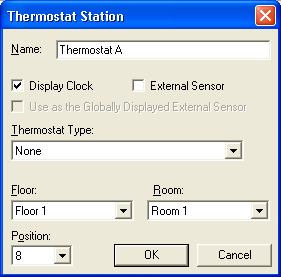 Thermostat Station
Name: Thermostat A
Display Clock External Sensor
Use as the Globally Displayed External Sensor
Thermostat Type:
None
Floor: Room:
Floor 1 Room 1
Position:
8 OK Cancel